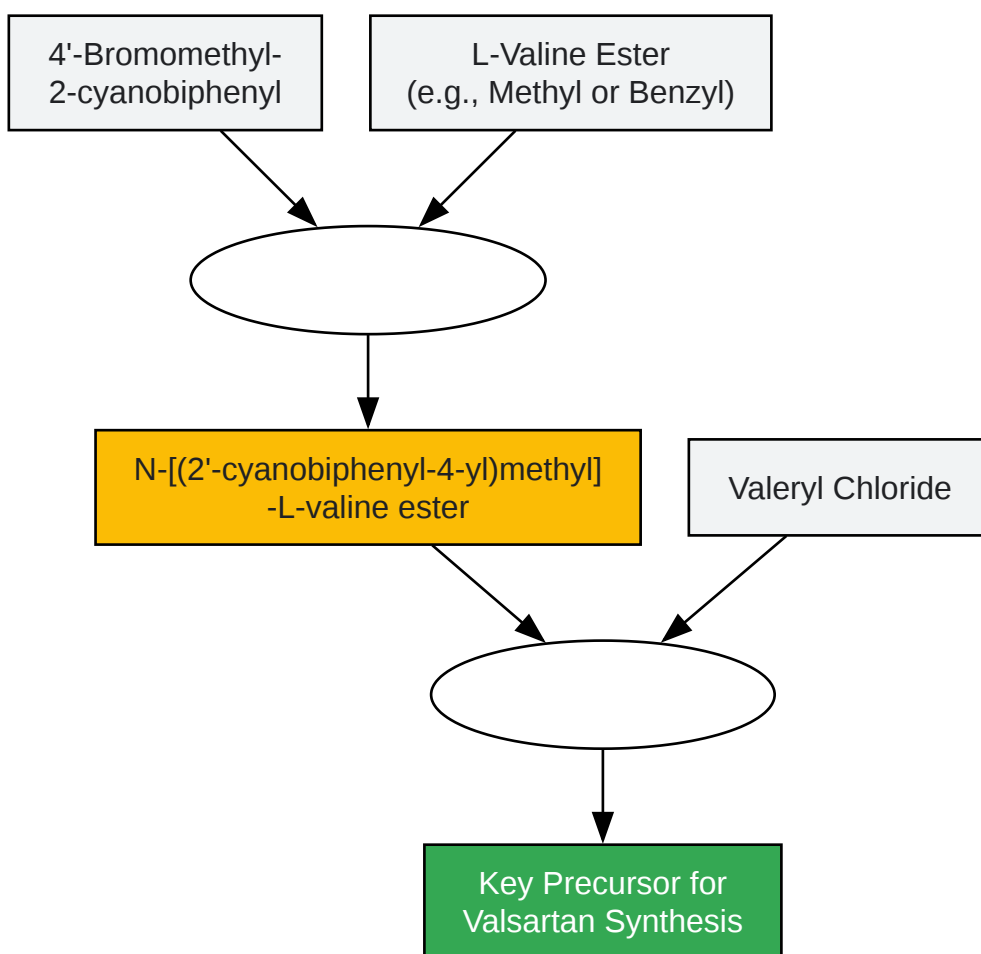 4'-Bromomethyl-
2-cyanobiphenyl
L-Valine Ester
(e.g., Methyl or Benzyl)
N-[(2'-cyanobiphenyl-4-yl)methyl]
-L-valine ester
Valeryl Chloride
Key Precursor for
Valsartan Synthesis